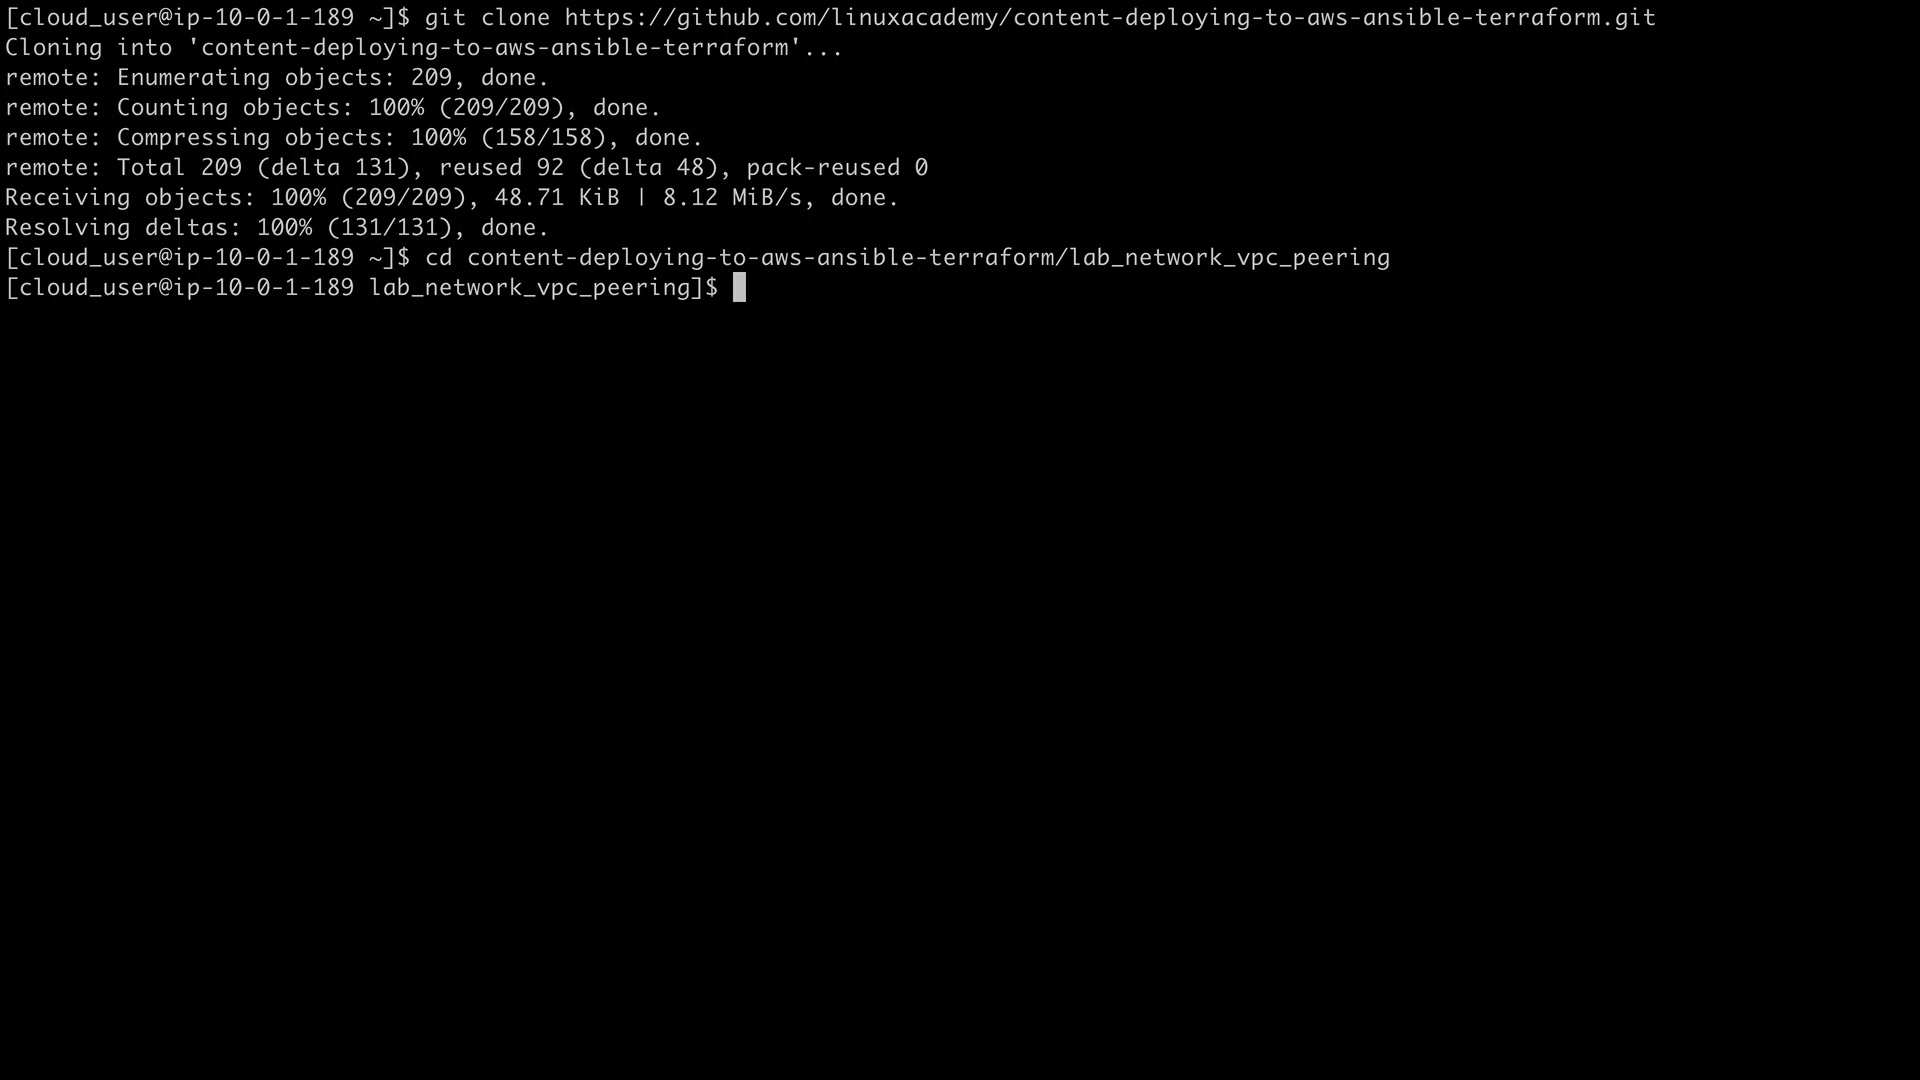 [cloud_user@ip-10-0-1-189 ~]$ git clone https://github.com/linuxacademy/content-deploying-to-aws-ansible-terraform.git
Cloning into 'content-deploying-to-aws-ansible-terraform'...
remote: Enumerating objects: 209, done.
remote: Counting objects: 100% (209/209), done.
remote: Compressing objects: 100% (158/158), done.
remote: Total 209 (delta 131), reused 92 (delta 48), pack-reused 0
Receiving objects: 100% (209/209), 48.71 KiB | 8.12 MiB/s, done.
Resolving deltas: 100% (131/131), done.
[cloud_user@ip-10-0-1-189 ~]$ cd content-deploying-to-aws-ansible-terraform/lab_network_vpc_peering
[cloud_user@ip-10-0-1-189 lab_network_vpc_peering]$